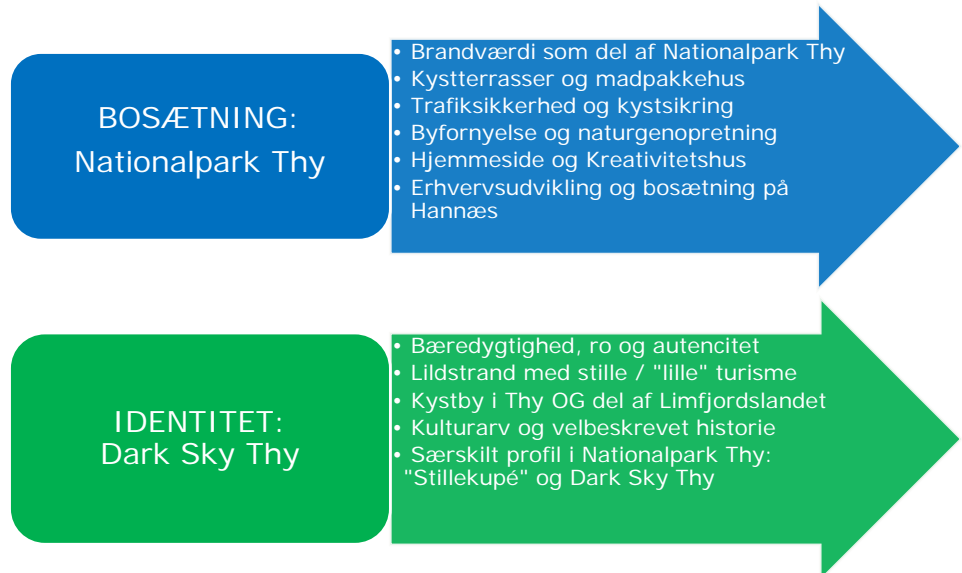 BOSÆTNING:
Nationalpark Thy
• Brandværdi som del af Nationalpark Thy
• Kystterrasser og madpakkehus
• Trafiksikkerhed og kystsikring
• Byfornyelse og naturgenopretning
• Hjemmeside og Kreativitetshus
• Erhvervsudvikling og bosætning på
Hannæs
IDENTITET:
Dark Sky Thy
• Bæredygtighed, ro og autencitet
• Lildstrand med stille / "lille" turisme
• Kystby i Thy OG del af Limfjordslandet
• Kulturarv og velbeskrevet historie
• Særskilt profil i Nationalpark Thy:
"Stillekupé" og Dark Sky Thy